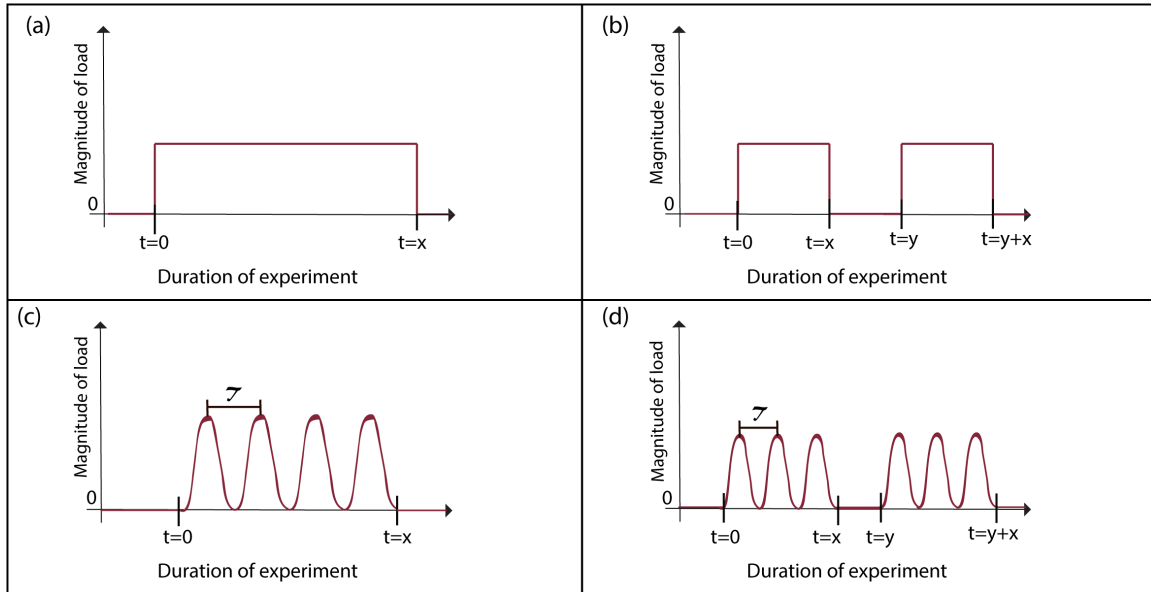 (a)
Magnitude of load
0
t=0
t=x
Duration of experiment
(b)
Magnitude of load
0
t=0
t=x
t=y
t=y+x
Duration of experiment
(c)
Magnitude of load
𝒯
0
t=0
t=x
Duration of experiment
(d)
Magnitude of load
𝒯
0
t=0
t=x
t=y
t=y+x
Duration of experiment